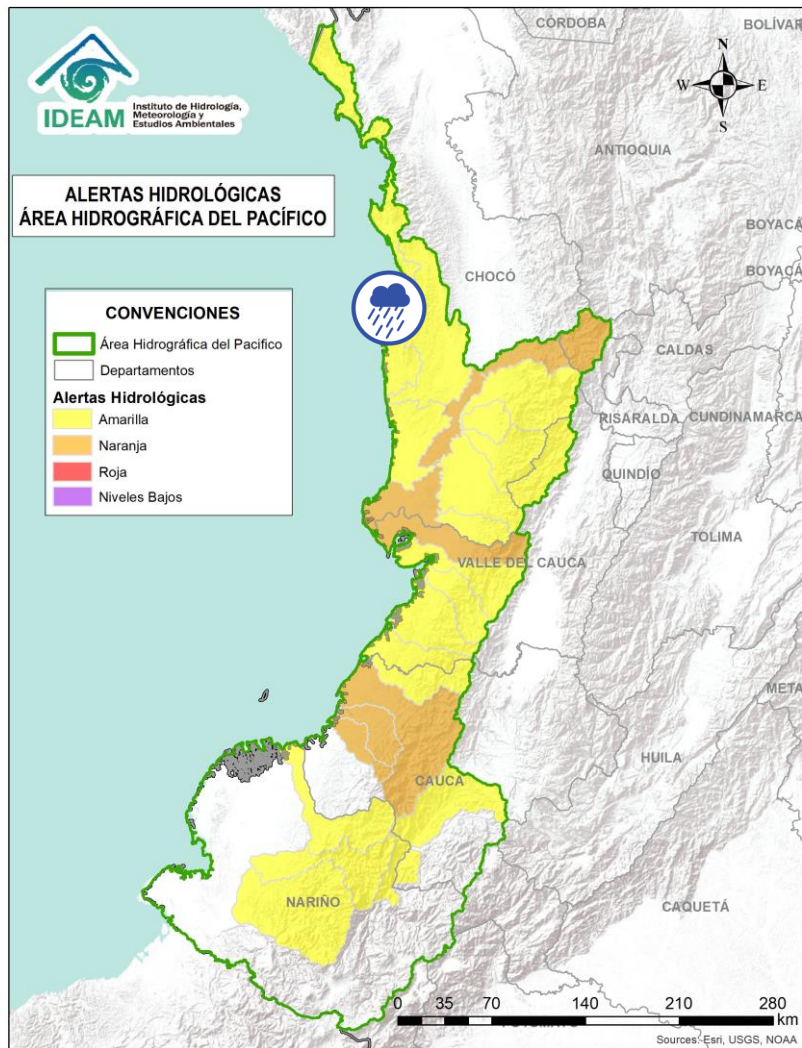 CÓRDOBA
BOLÍVAR
IDEAM
Instituto de Hidrología,
Meteorología y
Estudios Ambientales
N
W
E
S
ANTIOQUIA
ALERTAS HIDROLÓGICAS
ÁREA HIDROGRÁFICA DEL PACÍFICO
BOYACÁ
CHOCÓ
BOYACÁ
CONVENCIONES
Área Hidrográfica del Pacifico
Departamentos
Alertas Hidrológicas
Amarilla
Naranja
Roja
Niveles Bajos
CALDAS
RISARALDA
CUNDINAMARCA
QUINDÍO
TOLIMA
VALLE DEL CAUCA
META
HUILA
CAUCA
NARIÑO
CAQUETÁ
0 35 70 140 210 280
km
Sources: Esri, USGS, NOAA